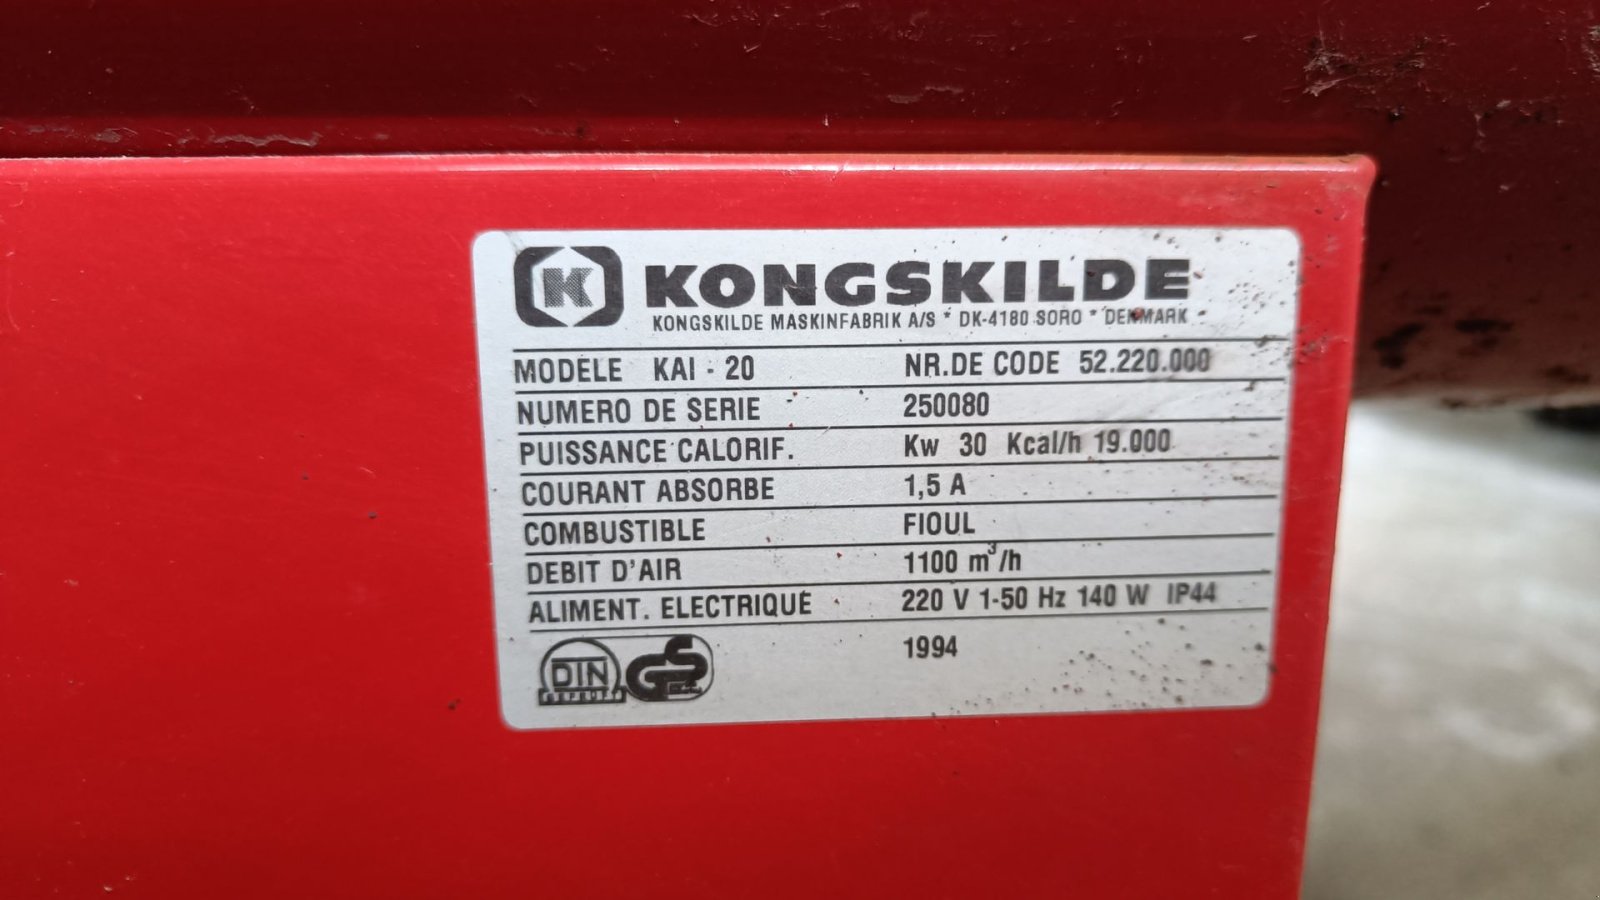 K KONGSKILDE
KONGSKILDE MASKINFABRIK A/S * DK-4180 SORO * DENMARK
MODELE KAI - 20 NR.DE CODE 52.220.000
NUMERO DE SERIE 250080
PUISSANCE CALORIF. Kw 30 Kcal/h 19.000
COURANT ABSORBE 1,5 A
COMBUSTIBLE FIOUL
DEBIT D'AIR 1100 m³/h
ALIMENT. ELECTRIQUE 220 V 1-50 Hz 140 W IP44
DIN GS 1994